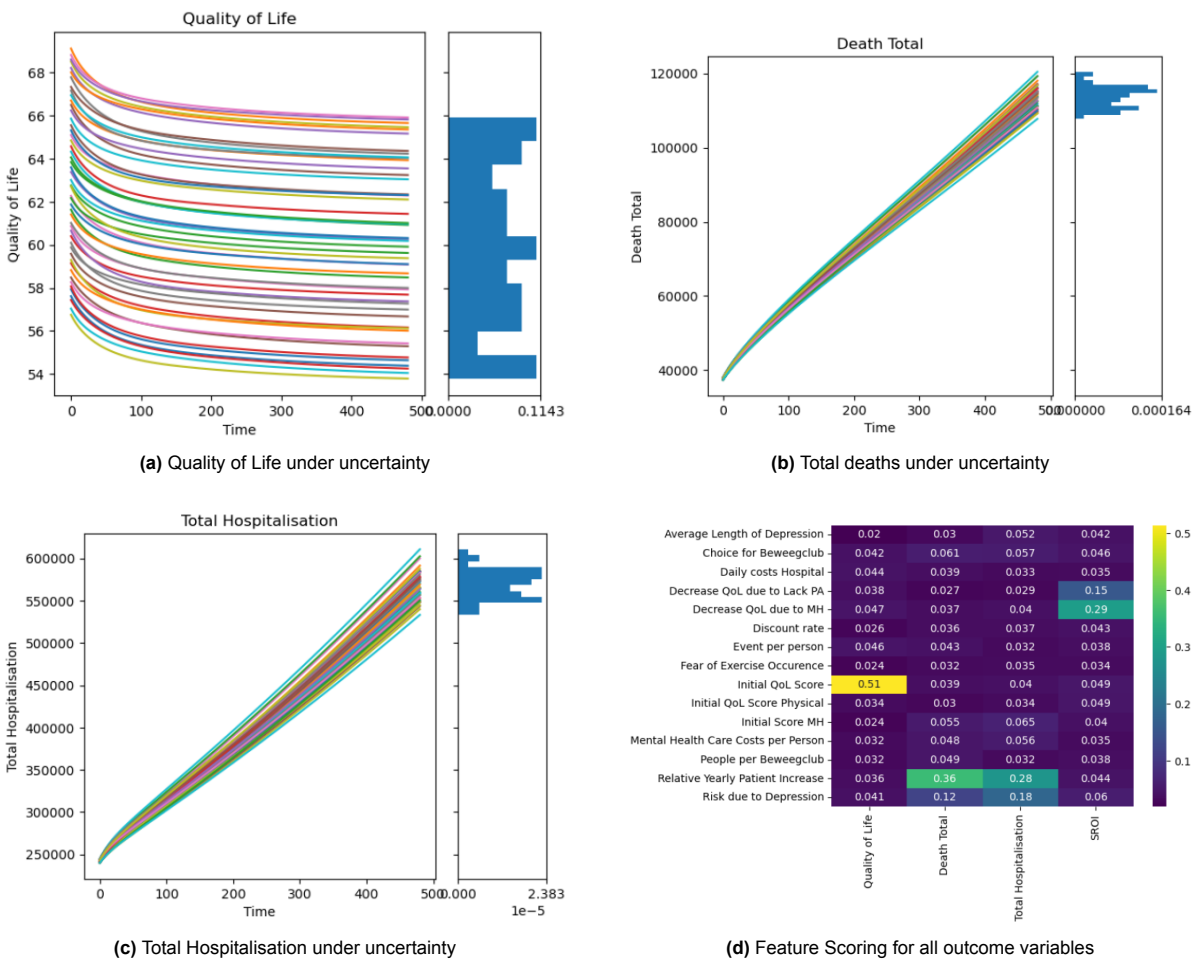 Quality of Life
Quality of Life
68
66
64
62
60
58
56
54
0
100
200
300
400
500
0.0000
0.1143
Time
(a) Quality of Life under uncertainty
Death Total
Death Total
120000
100000
80000
60000
40000
0
100
200
300
400
500
0.000000
0.000164
Time
(b) Total deaths under uncertainty
Total Hospitalisation
Total Hospitalisation
600000
550000
500000
450000
400000
350000
300000
250000
0
100
200
300
400
500
0.000
2.383
1e−5
Time
(c) Total Hospitalisation under uncertainty
Average Length of Depression 0.02 0.03 0.052 0.042
Choice for Beweegclub 0.042 0.061 0.057 0.046
Daily costs Hospital 0.044 0.039 0.033 0.035
Decrease QoL due to Lack PA 0.038 0.027 0.029 0.15
Decrease QoL due to MH 0.047 0.037 0.04 0.29
Discount rate 0.026 0.036 0.037 0.043
Event per person 0.046 0.043 0.032 0.038
Fear of Exercise Occurence 0.024 0.032 0.035 0.034
Initial QoL Score 0.51 0.039 0.04 0.049
Initial QoL Score Physical 0.034 0.03 0.034 0.049
Initial Score MH 0.024 0.055 0.065 0.04
Mental Health Care Costs per Person 0.032 0.048 0.056 0.035
People per Beweegclub 0.032 0.049 0.032 0.038
Relative Yearly Patient Increase 0.036 0.36 0.28 0.044
Risk due to Depression 0.041 0.12 0.18 0.06
Quality of Life
Death Total
Total Hospitalisation
SROI
0.5
0.4
0.3
0.2
0.1
(d) Feature Scoring for all outcome variables